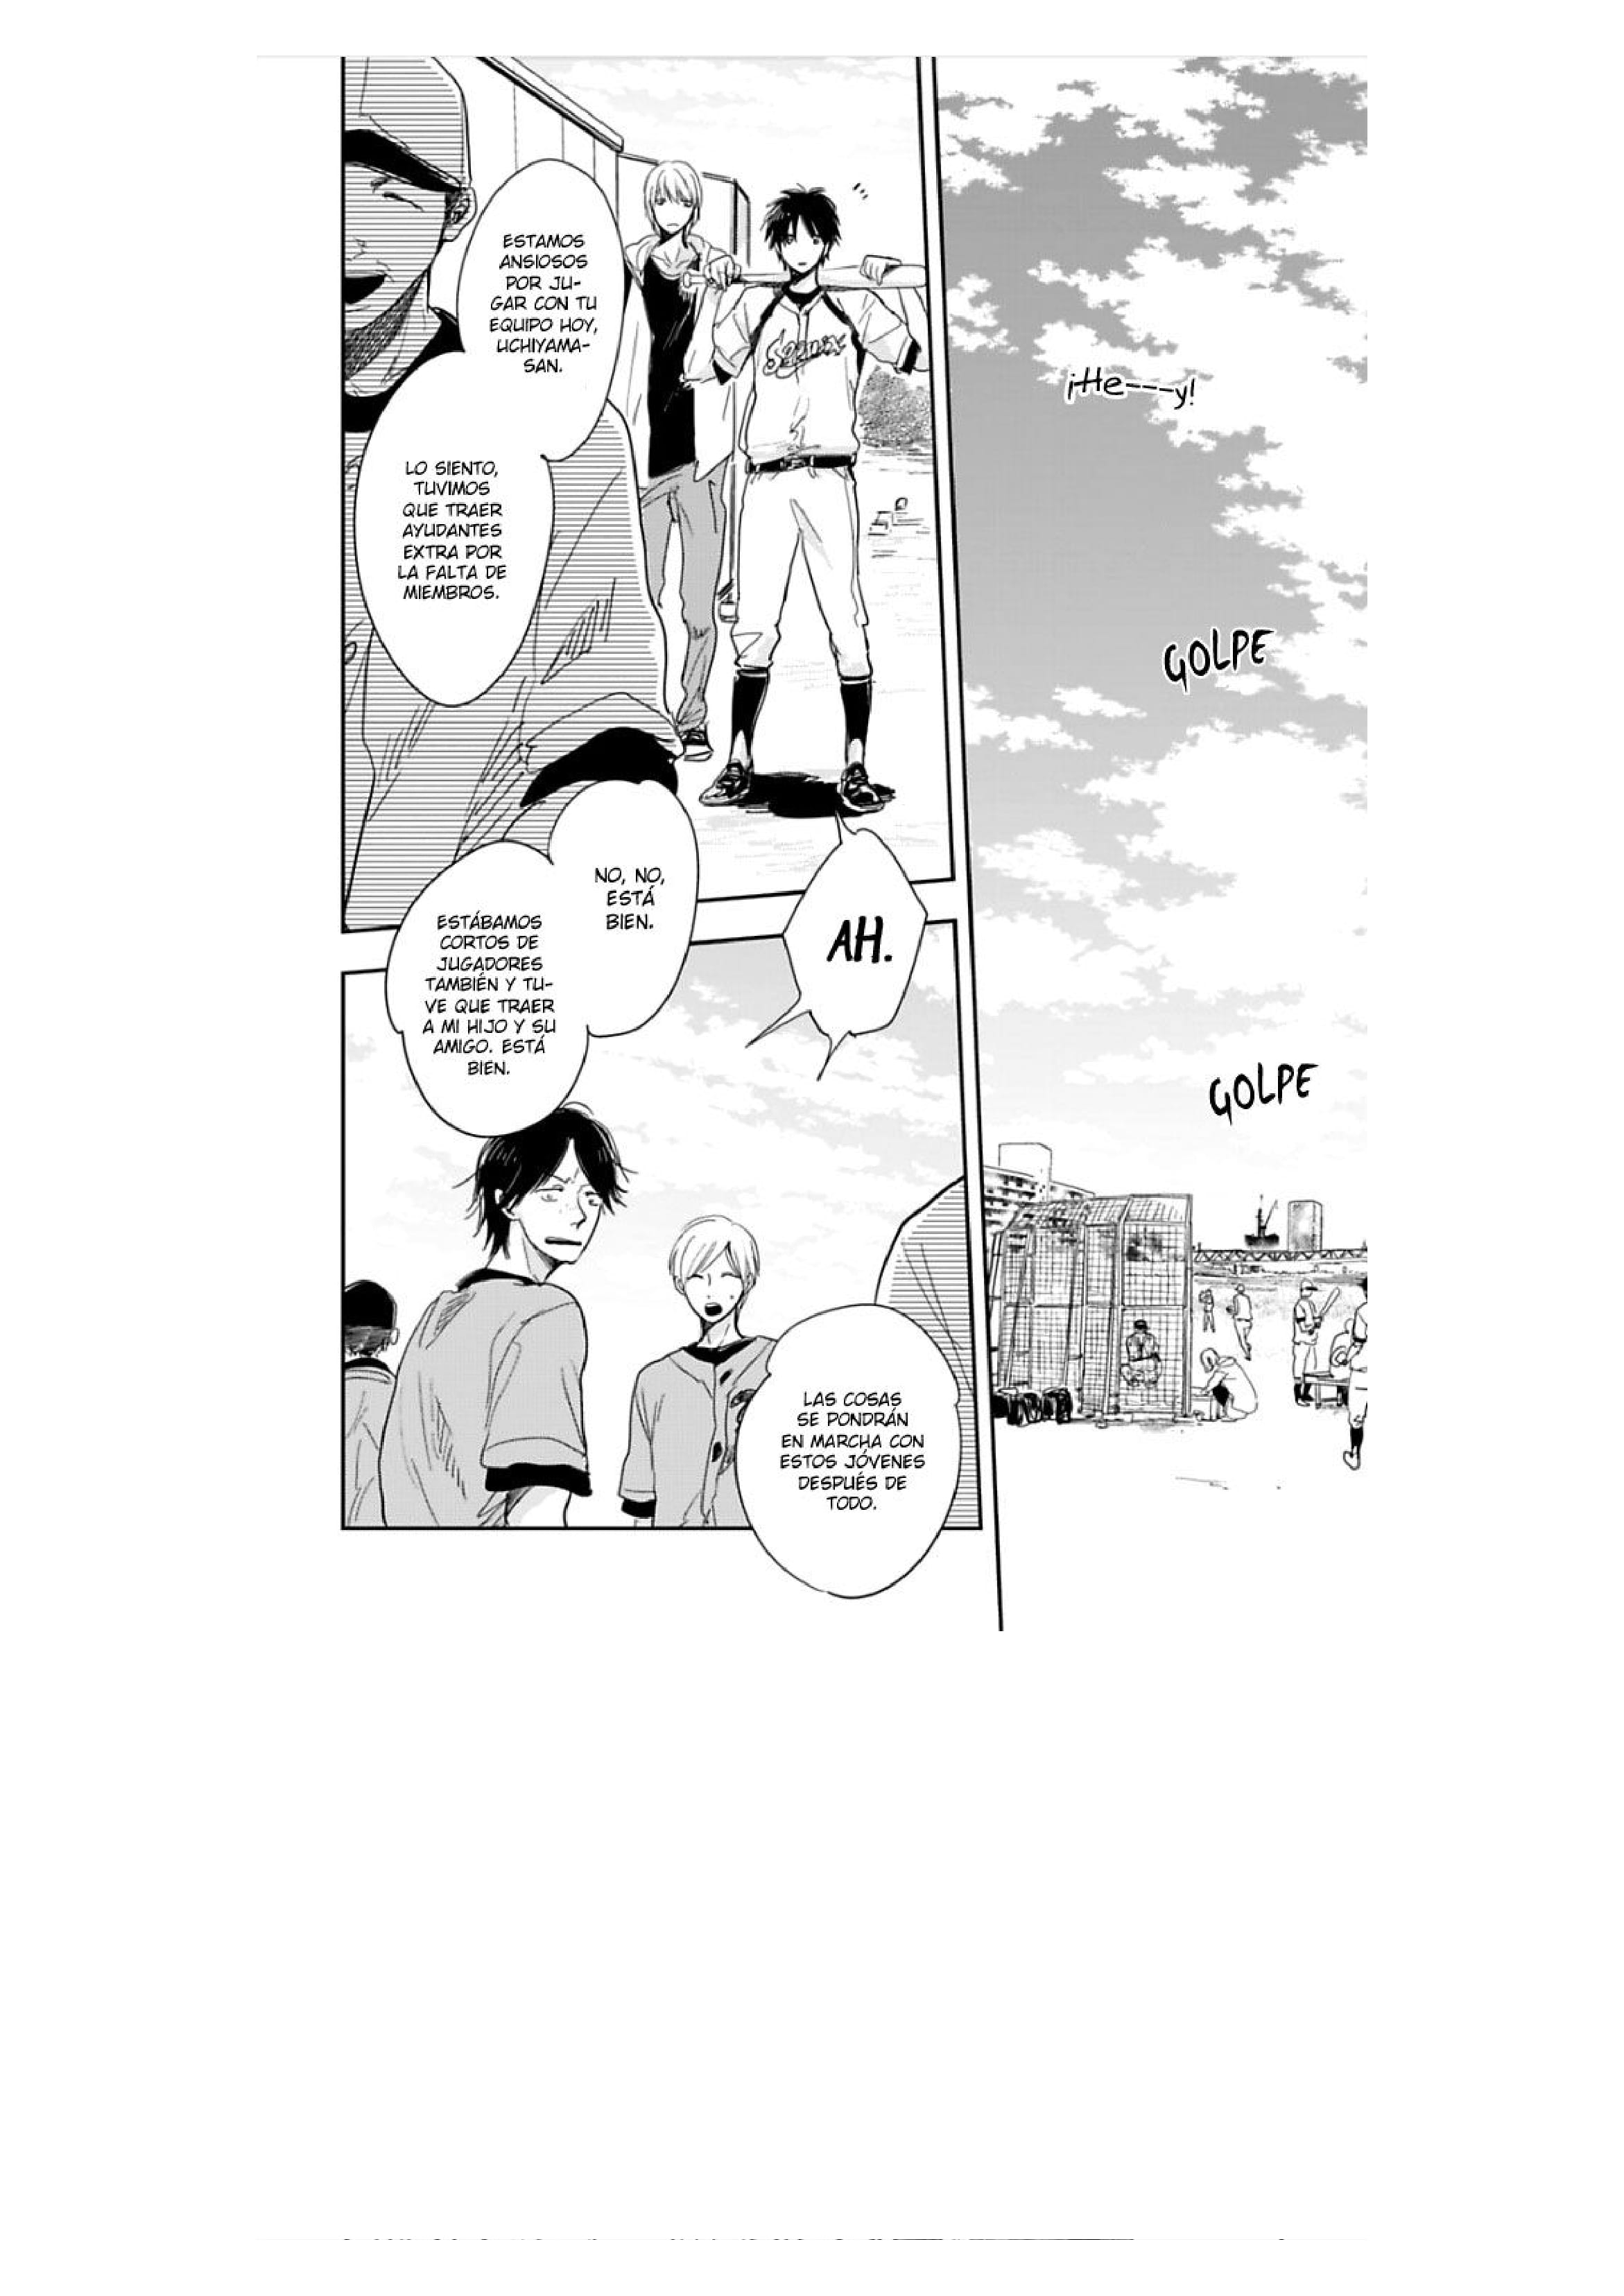 ¡He---y!
GOLPE
GOLPE
ESTAMOS
ANSIOSOS
POR JU-
GAR CON TU
EQUIPO HOY,
UCHIYAMA-
SAN.
LO SIENTO,
TUVIMOS
QUE TRAER
AYUDANTES
EXTRA POR
LA FALTA DE
MIEMBROS.
AH.
NO, NO,
ESTÁ
BIEN.
ESTÁBAMOS
CORTOS DE
JUGADORES
TAMBIÉN Y TU-
VE QUE TRAER
A MI HIJO Y SU
AMIGO. ESTÁ
BIEN.
LAS COSAS
SE PONDRÁN
EN MARCHA CON
ESTOS JÓVENES
DESPUÉS DE
TODO.